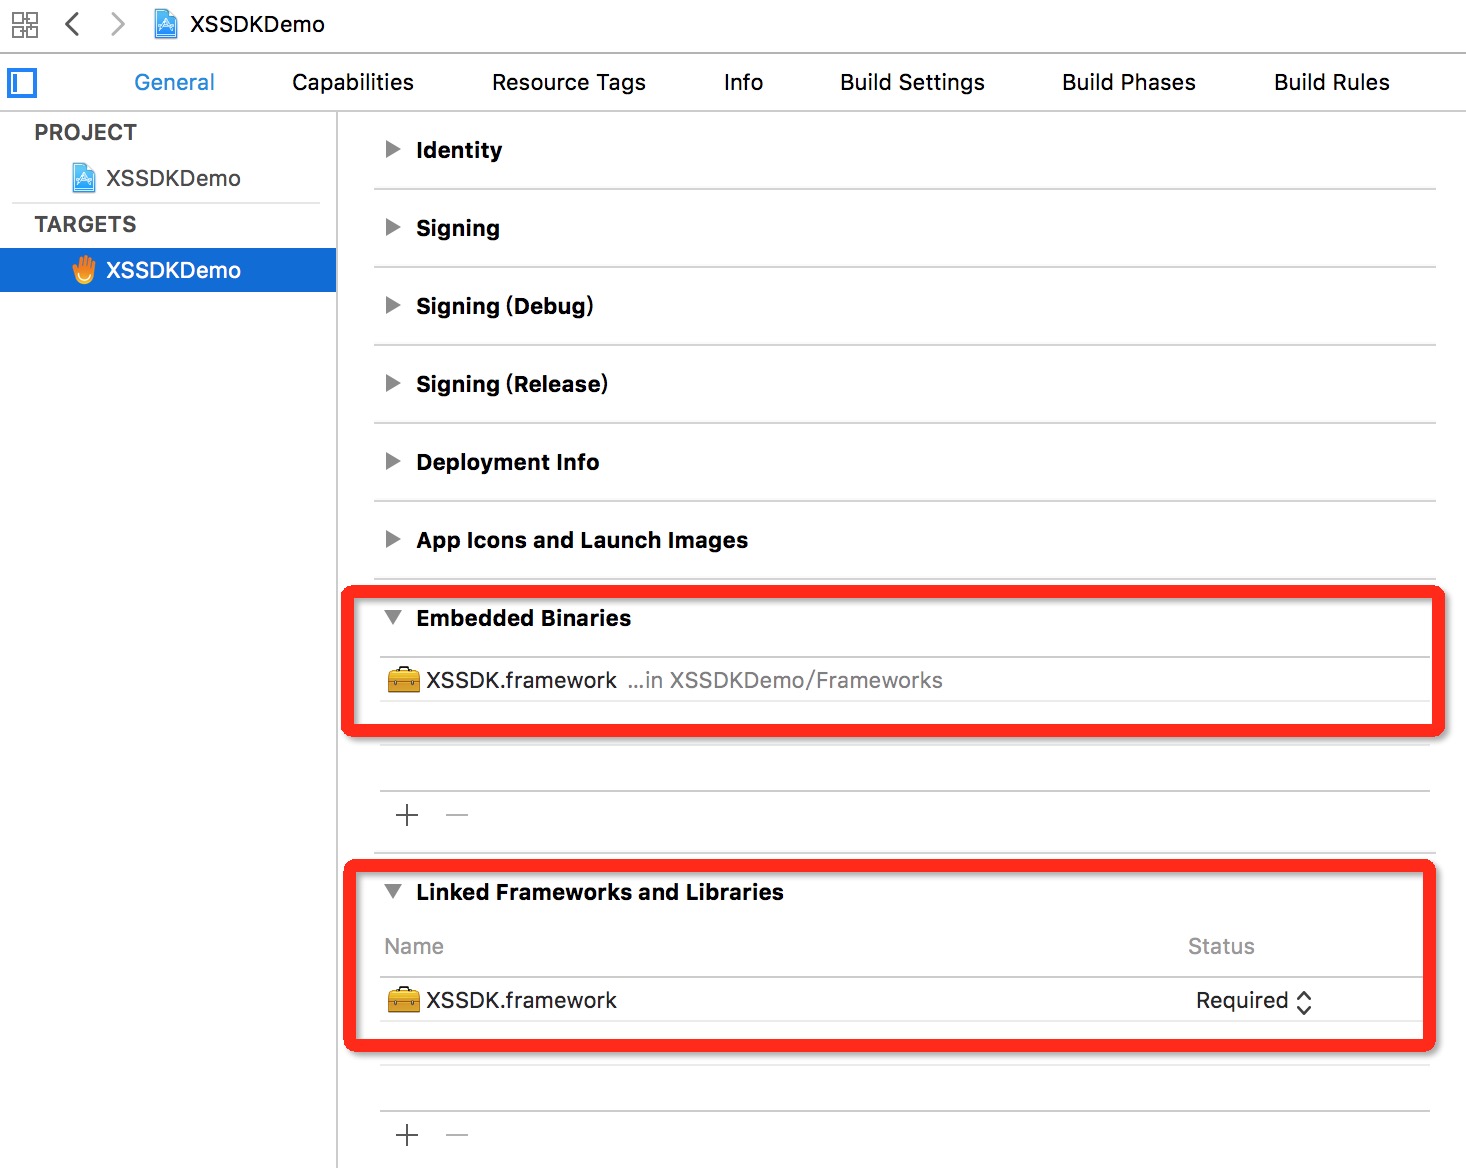 XSSDKDemo
General Capabilities Resource Tags Info Build Settings Build Phases Build Rules
PROJECT
XSSDKDemo
TARGETS
XSSDKDemo
Identity
Signing
Signing (Debug)
Signing (Release)
Deployment Info
App Icons and Launch Images
Embedded Binaries
XSSDK.framework ...in XSSDKDemo/Frameworks
Linked Frameworks and Libraries
Name Status
XSSDK.framework Required